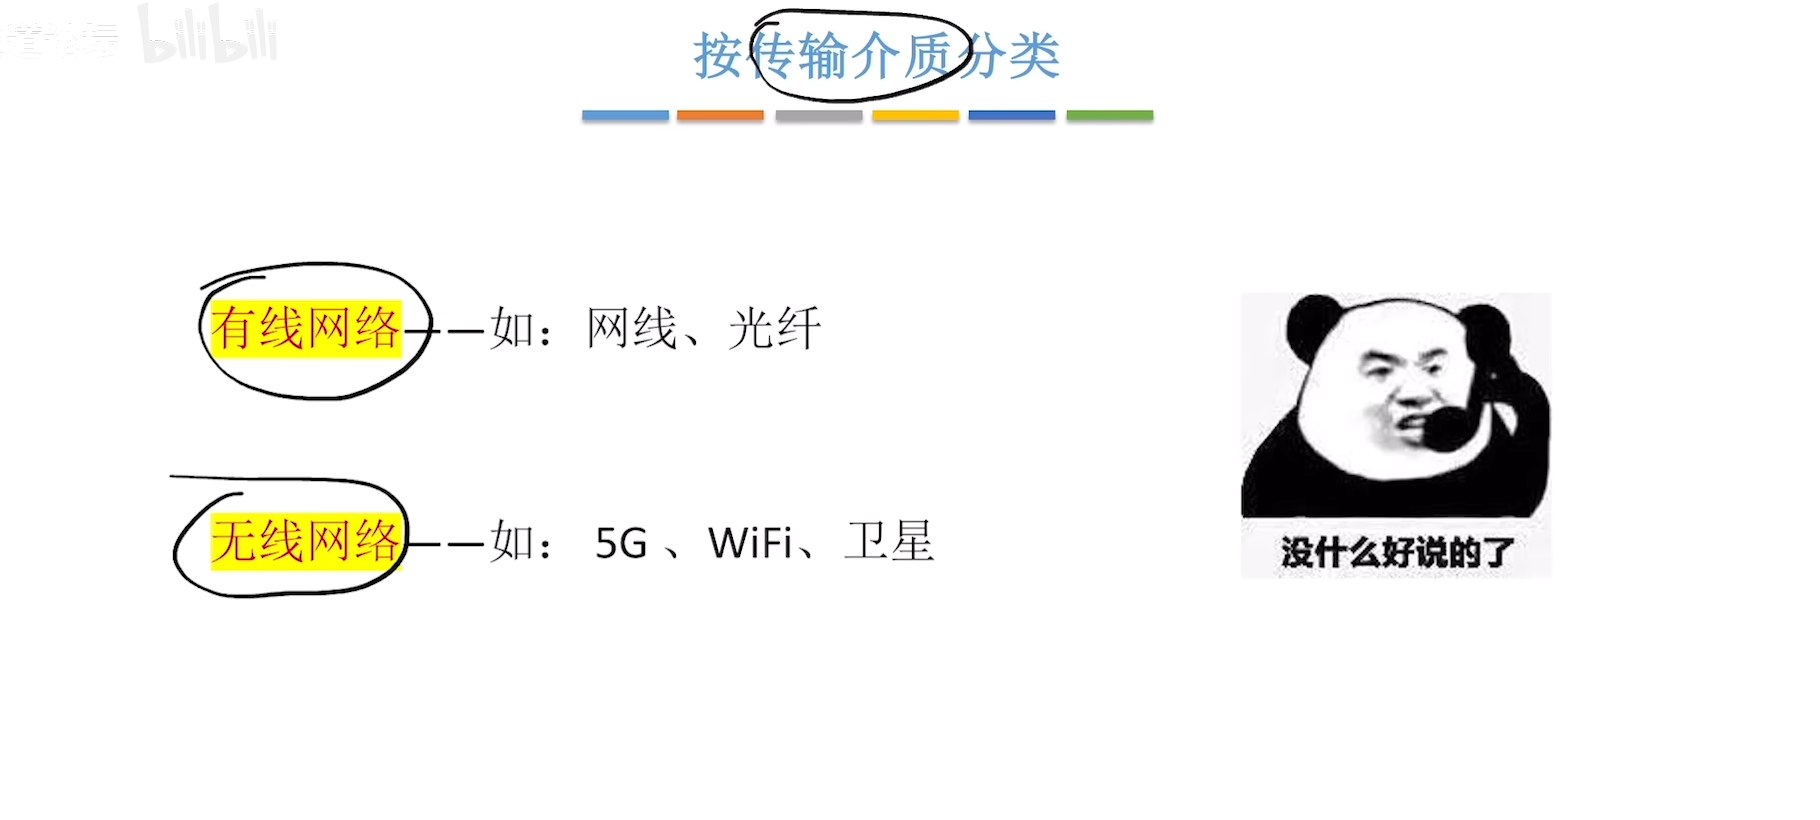 bilibili
按传输介质分类
有线网络——如：网线、光纤
无线网络——如： 5G 、WiFi、卫星
没什么好说的了